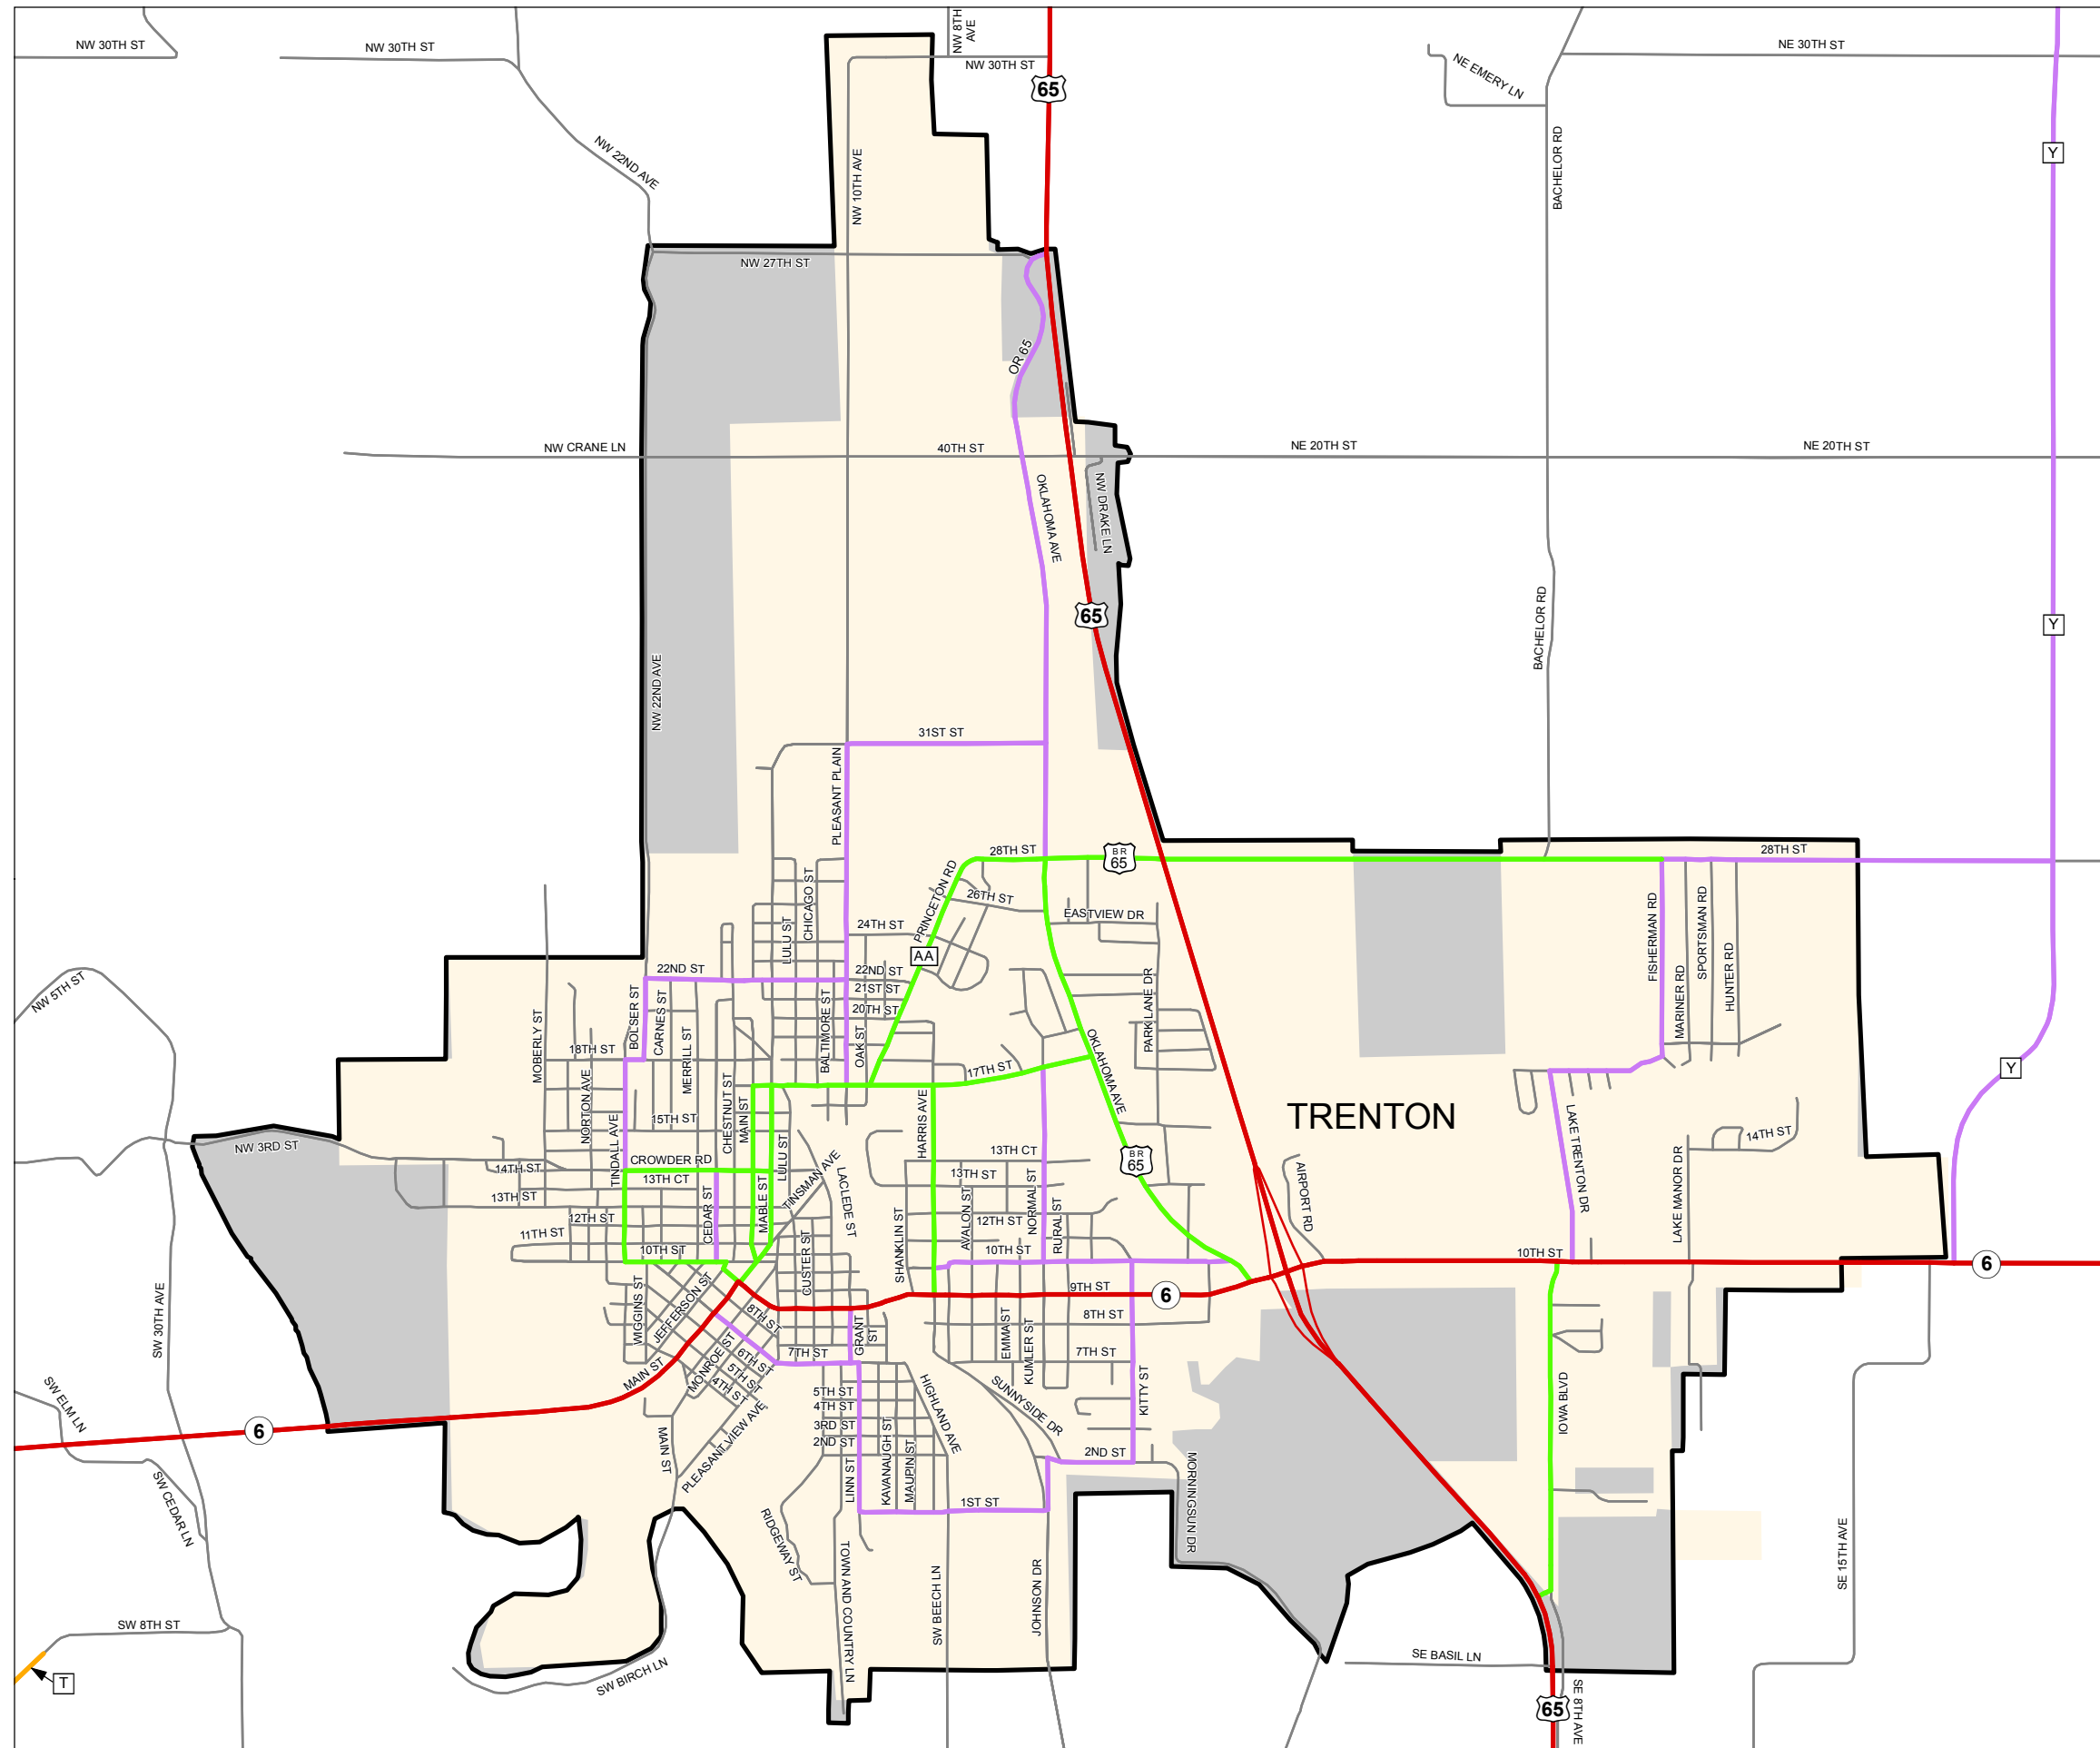 NW 8TH
AVE
NW 30TH ST
NW 30TH ST
NW 30TH ST
NE 30TH ST
65
NE EMERY LN
NW 22ND AVE
NW 10TH AVE
BACHELOR RD
Y
NW 27TH ST
OR 65
NW CRANE LN
40TH ST
NE 20TH ST
NE 20TH ST
OKLAHOMA AVE
NW DRAKE LN
65
BACHELOR RD
Y
NW 22ND AVE
31ST ST
PLEASANT PLAIN
28TH ST
BR
65
28TH ST
PRINCETON RD
26TH ST
CHICAGO ST
LULU ST
24TH ST
EASTVIEW DR
AA
FISHERMAN RD
SPORTSMAN RD
HUNTER RD
MARINER RD
22ND ST
22ND ST
21ST ST
20TH ST
NW 5TH ST
MOBERLY ST
BOLSER ST
CARNES ST
MERRILL ST
BALTIMORE ST
OAK ST
PARK LANE DR
18TH ST
17TH ST
OKLAHOMA AVE
Y
NORTON AVE
TINDALL AVE
15TH ST
CHESTNUT ST
MAIN ST
HARRIS AVE
TRENTON
LAKE TRENTON DR
14TH ST
NW 3RD ST
CROWDER RD
LULU ST
TINSMAN AVE
LACLEDE ST
13TH CT
BR
65
14TH ST
13TH CT
13TH ST
13TH ST
CEDAR ST
MABLE ST
AVALON ST
NORMAL ST
RURAL ST
AIRPORT RD
LAKE MANOR DR
12TH ST
12TH ST
11TH ST
10TH ST
CUSTER ST
SHANKLIN ST
10TH ST
10TH ST
6
9TH ST
6
WIGGINS ST
JEFFERSON ST
8TH ST
GRANT
ST
8TH ST
EMMA ST
KUMLER ST
MONROE ST
6TH ST
5TH ST
4TH ST
7TH ST
7TH ST
MAIN ST
SW 30TH AVE
SW ELM LN
6
5TH ST
4TH ST
3RD ST
2ND ST
HIGHLAND AVE
SUNNYSIDE DR
KITTY ST
IOWA BLVD
MAIN ST
PLEASANT VIEW AVE
LINN ST
KAVANAUGH ST
MAUPIN ST
2ND ST
1ST ST
MORNINGSUN DR
SW CEDAR LN
RIDGEWAY ST
TOWN AND COUNTRY LN
SW BEECH LN
JOHNSON DR
SE 15TH AVE
SW 8TH ST
SW BIRCH LN
SE BASIL LN
T
65
SE 8TH AVE